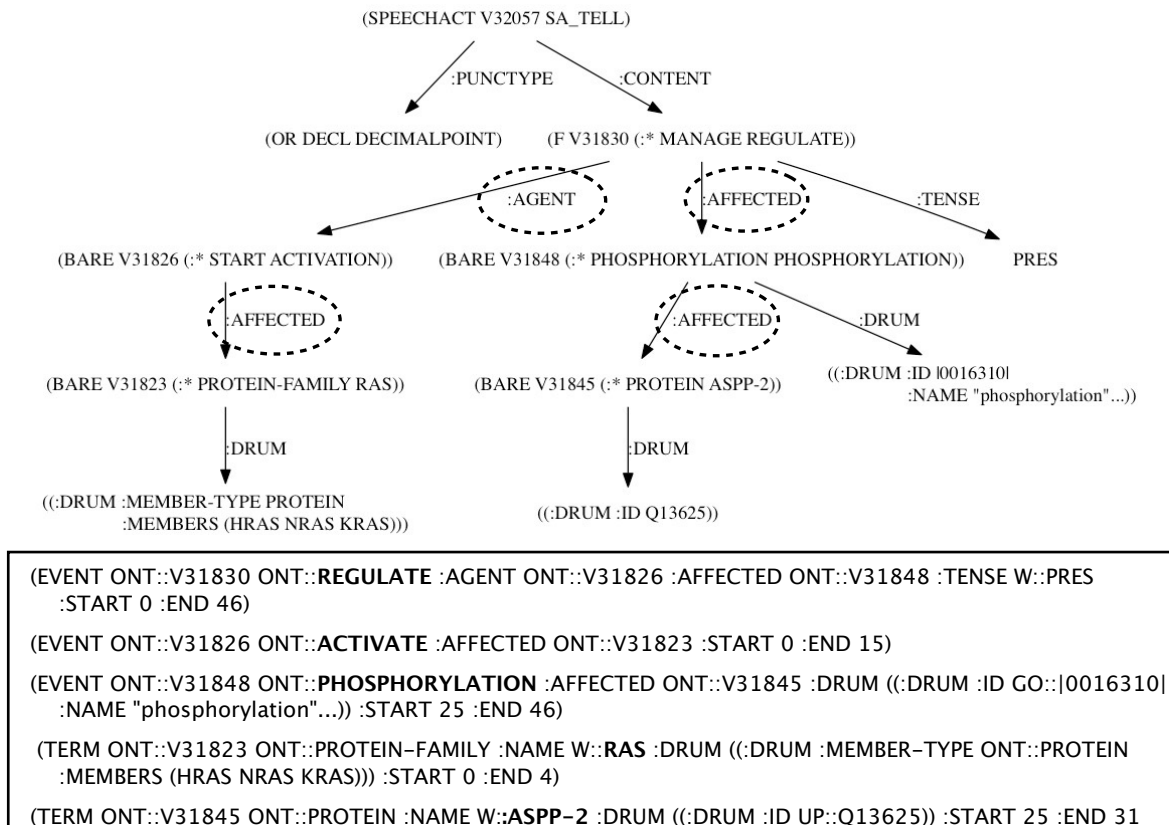 (SPEECHACT V32057 SA_TELL)
:PUNCTYPE :CONTENT
(OR DECL DECIMALPOINT) (F V31830 (:* MANAGE REGULATE))
:AGENT :AFFECTED :TENSE
(BARE V31826 (:* START ACTIVATION)) (BARE V31848 (:* PHOSPHORYLATION PHOSPHORYLATION)) PRES
:AFFECTED :AFFECTED :DRUM
(BARE V31823 (:* PROTEIN-FAMILY RAS)) (BARE V31845 (:* PROTEIN ASPP-2)) ((:DRUM :ID |0016310|
:NAME "phosphorylation"...))
:DRUM :DRUM
((:DRUM :MEMBER-TYPE PROTEIN
:MEMBERS (HRAS NRAS KRAS))) ((:DRUM :ID Q13625))
(EVENT ONT::V31830 ONT::REGULATE :AGENT ONT::V31826 :AFFECTED ONT::V31848 :TENSE W::PRES
:START 0 :END 46)
(EVENT ONT::V31826 ONT::ACTIVATE :AFFECTED ONT::V31823 :START 0 :END 15)
(EVENT ONT::V31848 ONT::PHOSPHORYLATION :AFFECTED ONT::V31845 :DRUM ((:DRUM :ID GO::|0016310|
:NAME "phosphorylation"...)) :START 25 :END 46)
(TERM ONT::V31823 ONT::PROTEIN-FAMILY :NAME W::RAS :DRUM ((:DRUM :MEMBER-TYPE ONT::PROTEIN
:MEMBERS (HRAS NRAS KRAS))) :START 0 :END 4)
(TERM ONT::V31845 ONT::PROTEIN :NAME W::ASPP-2 :DRUM ((:DRUM :ID UP::Q13625)) :START 25 :END 31